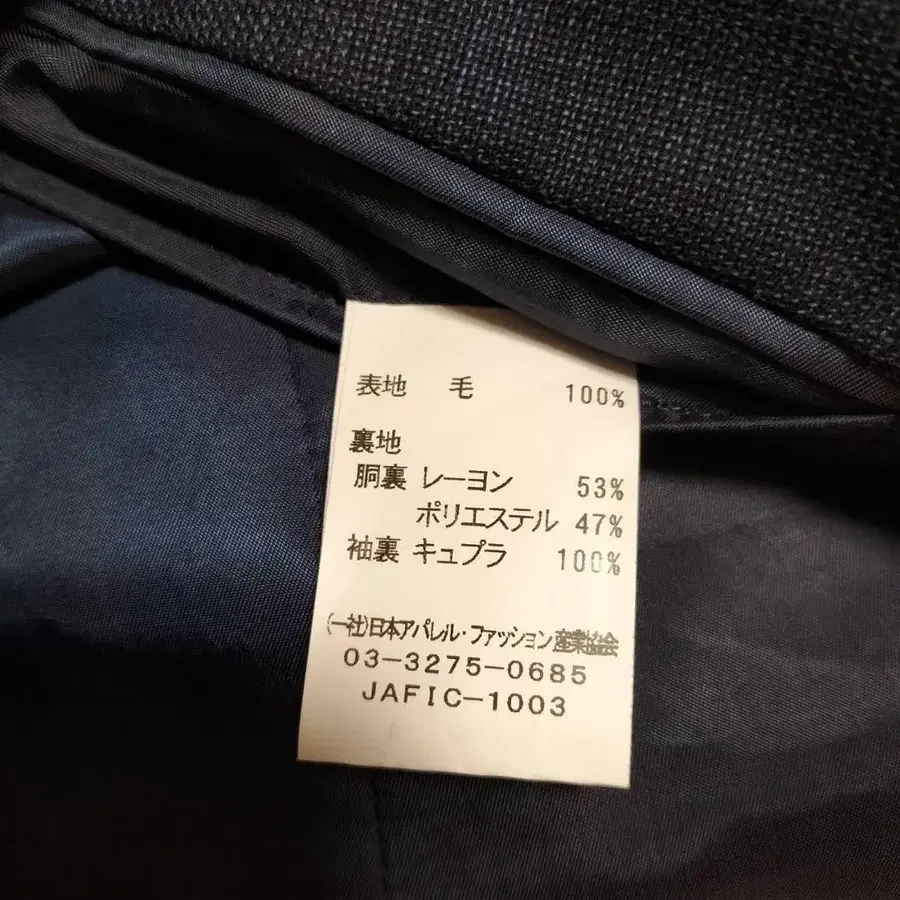 表地 毛 100%
裏地
胴裏 レーヨン 53%
ポリエステル 47%
袖裏 キュプラ 100%
(一社)日本アパレル・ファッション産業協会
03-3275-0685
JAFIC-1003